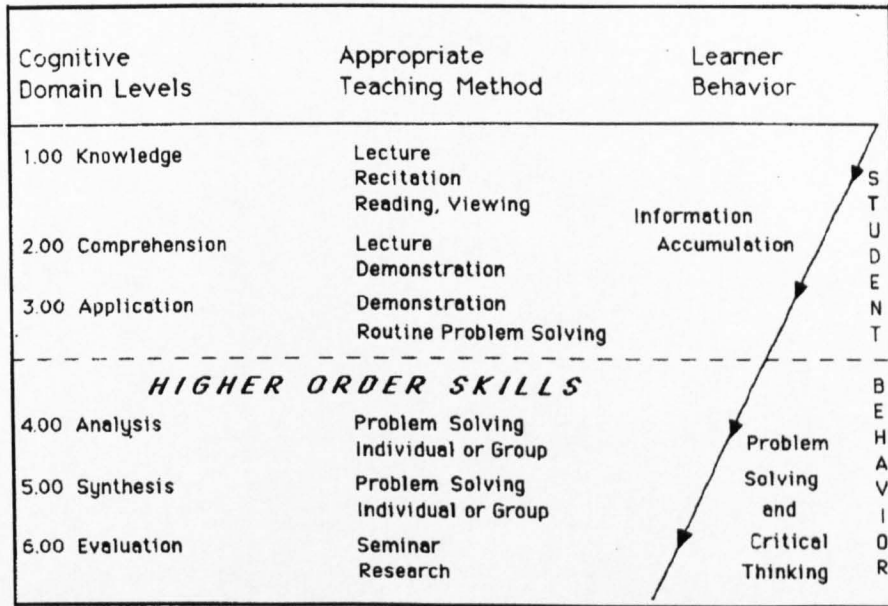 Cognitive
Domain Levels
Appropriate
Teaching Method
Learner
Behavior
1.00 Knowledge
Lecture
Recitation
Reading, Viewing
2.00 Comprehension
Lecture
Demonstration
3.00 Application
Demonstration
Routine Problem Solving
Information
Accumulation
HIGHER ORDER SKILLS
4.00 Analysis
Problem Solving
Individual or Group
5.00 Synthesis
Problem Solving
Individual or Group
6.00 Evaluation
Seminar
Research
Problem
Solving
and
Critical
Thinking
STUDENT
BEHAVIOR